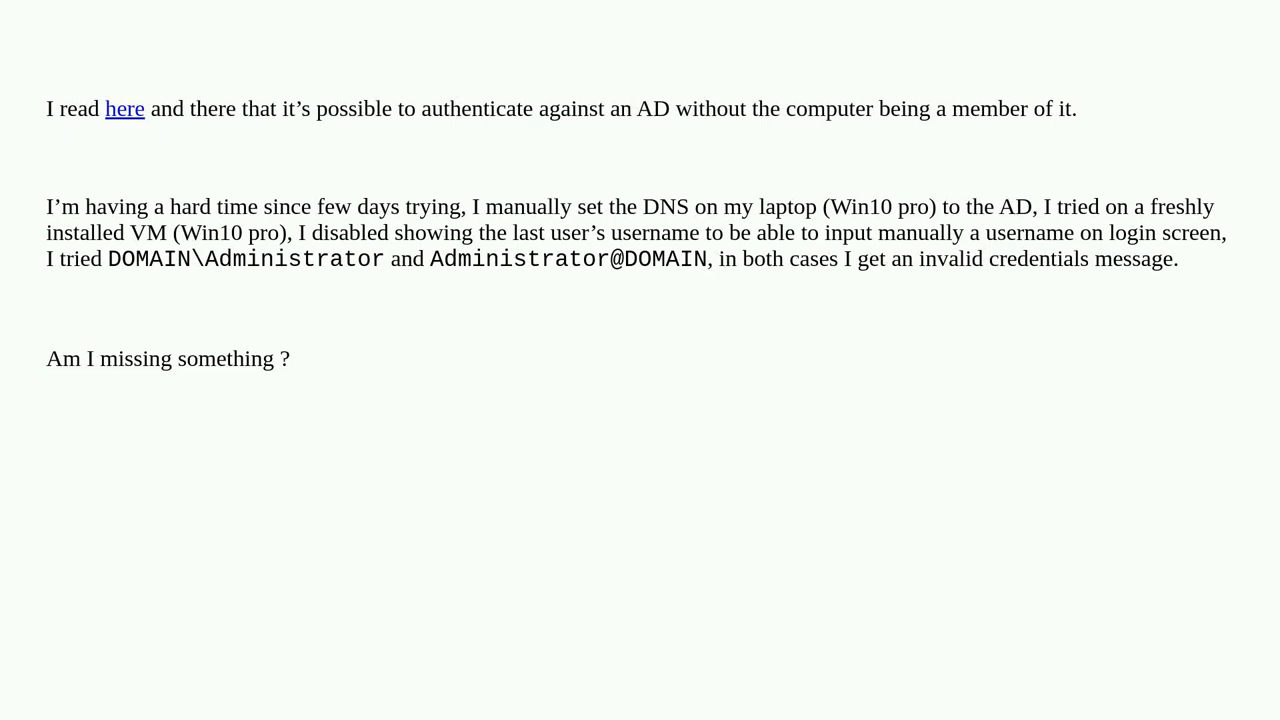 I read here and there that it’s possible to authenticate against an AD without the computer being a member of it.
I’m having a hard time since few days trying, I manually set the DNS on my laptop (Win10 pro) to the AD, I tried on a freshly
installed VM (Win10 pro), I disabled showing the last user’s username to be able to input manually a username on login screen,
I tried DOMAIN\Administrator and Administrator@DOMAIN, in both cases I get an invalid credentials message.
Am I missing something ?